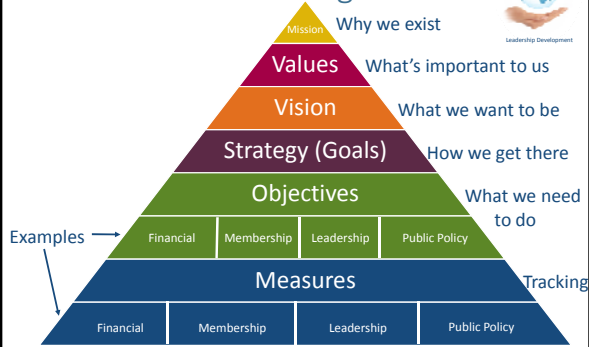 Mission Why we exist
Leadership Development
Values What's important to us
Vision What we want to be
Strategy (Goals) How we get there
Objectives What we need
to do
Examples
Financial Membership Leadership Public Policy
Measures Tracking
Financial Membership Leadership Public Policy